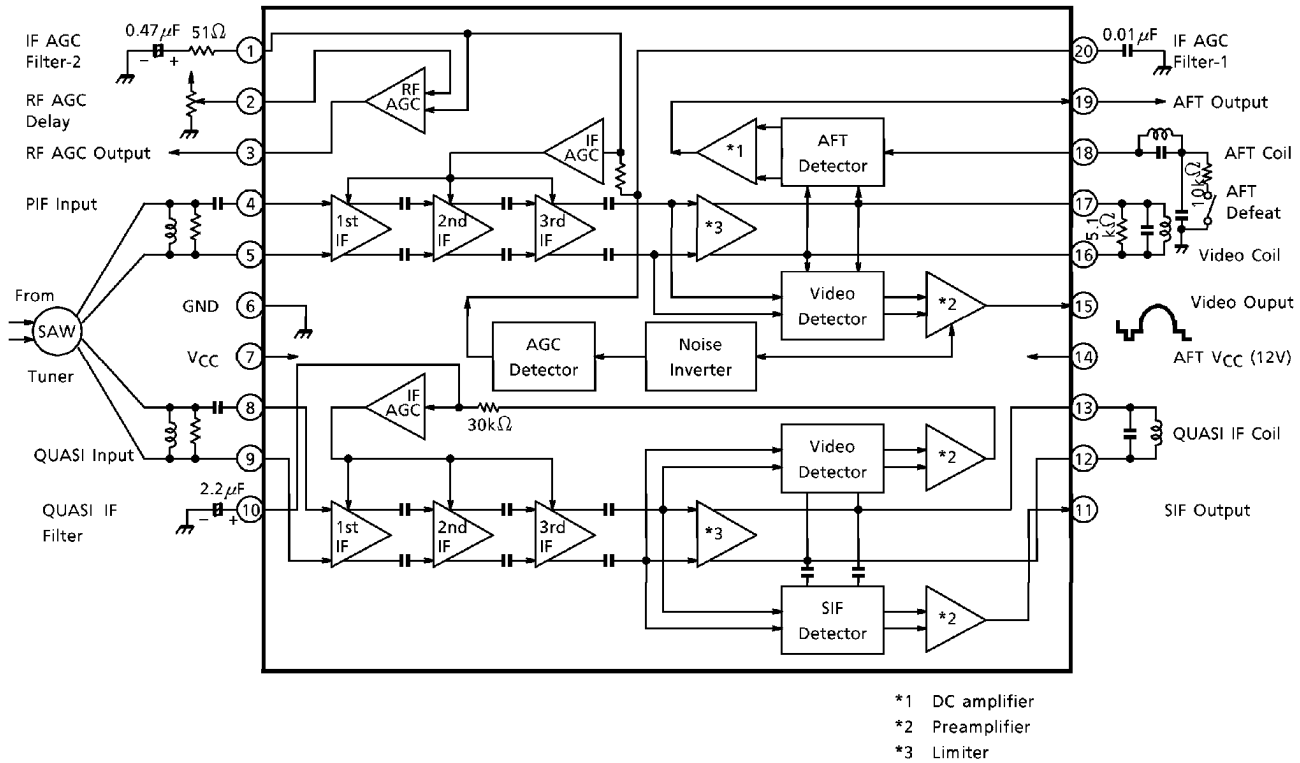 0.47μF
51Ω
IF AGC
Filter-2
- +
1
RF AGC
Delay
2
RF AGC Output
3
PIF Input
4
5
GND
6
From
SAW
Tuner
VCC
7
8
QUASI Input
9
2.2μF
QUASI IF
Filter
- +
10
RF
AGC
IF
AGC
*1
AFT
Detector
1st
IF
2nd
IF
3rd
IF
*3
Video
Detector
*2
AGC
Detector
Noise
Inverter
IF
AGC
30kΩ
Video
Detector
*2
1st
IF
2nd
IF
3rd
IF
*3
SIF
Detector
*2
20
0.01μF
IF AGC
Filter-1
19
AFT Output
18
AFT Coil
10kΩ
AFT
Defeat
17
5.1
kΩ
16
Video Coil
15
Video Ouput
14
AFT VCC (12V)
13
QUASI IF Coil
12
11
SIF Output
*1 DC amplifier
*2 Preamplifier
*3 Limiter